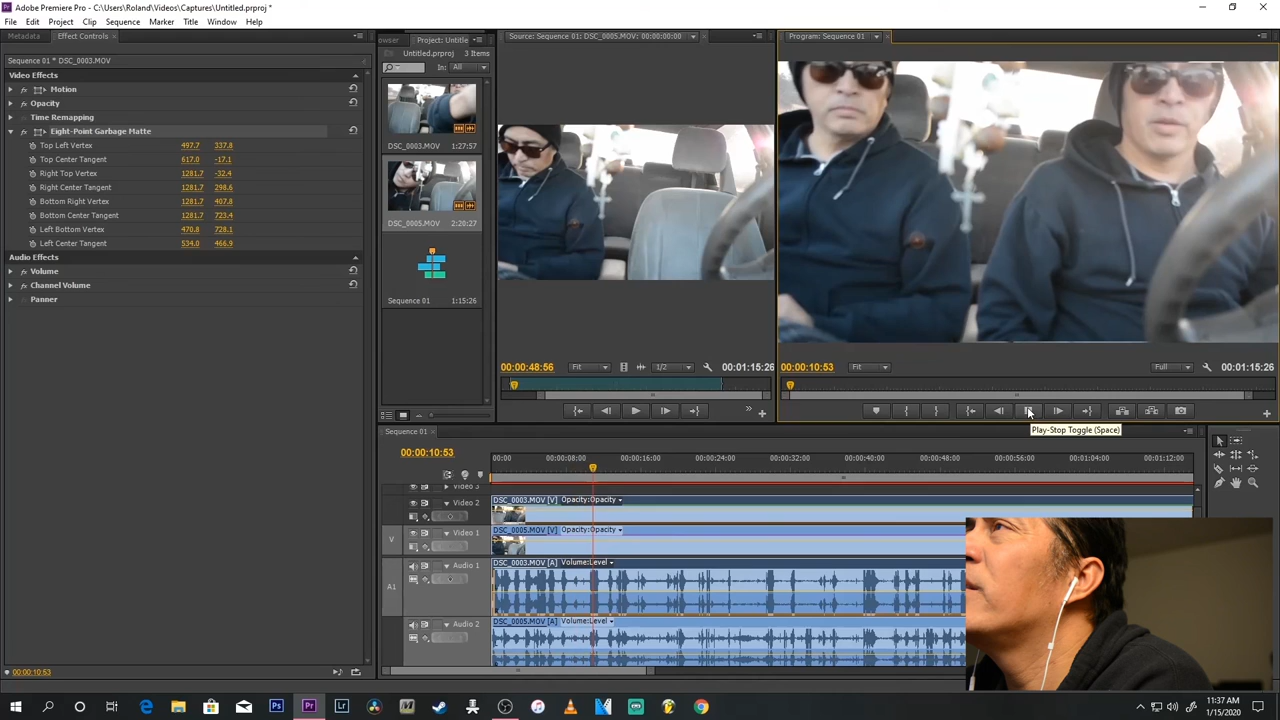 Adobe Premiere Pro - C:\Users\Roland\Videos\Captures\Untitled.prproj *
File Edit Project Clip Sequence Marker Title Window Help
Metadata Effect Controls
Sequence 01 * DSC_0003.MOV
Video Effects
Motion
Opacity
Time Remapping
Eight-Point Garbage Matte
Top Left Vertex 497.7 337.8
Top Center Tangent 617.0 -17.1
Right Top Vertex 1281.7 -32.4
Right Center Tangent 1281.7 298.6
Bottom Right Vertex 1281.7 407.8
Bottom Center Tangent 1281.7 723.4
Left Bottom Vertex 470.8 728.1
Left Center Tangent 534.0 466.9
Audio Effects
Volume
Channel Volume
Panner
00:00:10:53
owser Project: Untitle
Untitled.prproj 3 Items
In: All
DSC_0003.MOV 1:27:57
DSC_0005.MOV 2:28:27
Sequence 01 1:15:26
Source: Sequence 01: DSC_0005.MOV: 00:00:00:00
00:00:48:56 Fit 1/2 00:01:15:26
Program: Sequence 01
00:00:10:53 Fit Full 00:01:15:26
Play-Stop Toggle (Space)
Sequence 01
00:00:10:53
00:00 00:00:08:00 00:00:16:00 00:00:24:00 00:00:32:00 00:00:40:00 00:00:48:00 00:00:56:00 00:01:04:00 00:01:12:00
Video 3
Video 2 DSC_0003.MOV [V] Opacity:Opacity
V Video 1 DSC_0005.MOV [V] Opacity:Opacity
A1 Audio 1 DSC_0003.MOV [A] Volume:Level
Audio 2 DSC_0005.MOV [A] Volume:Level
Ps Pr Lr
11:37 AM
1/15/2020